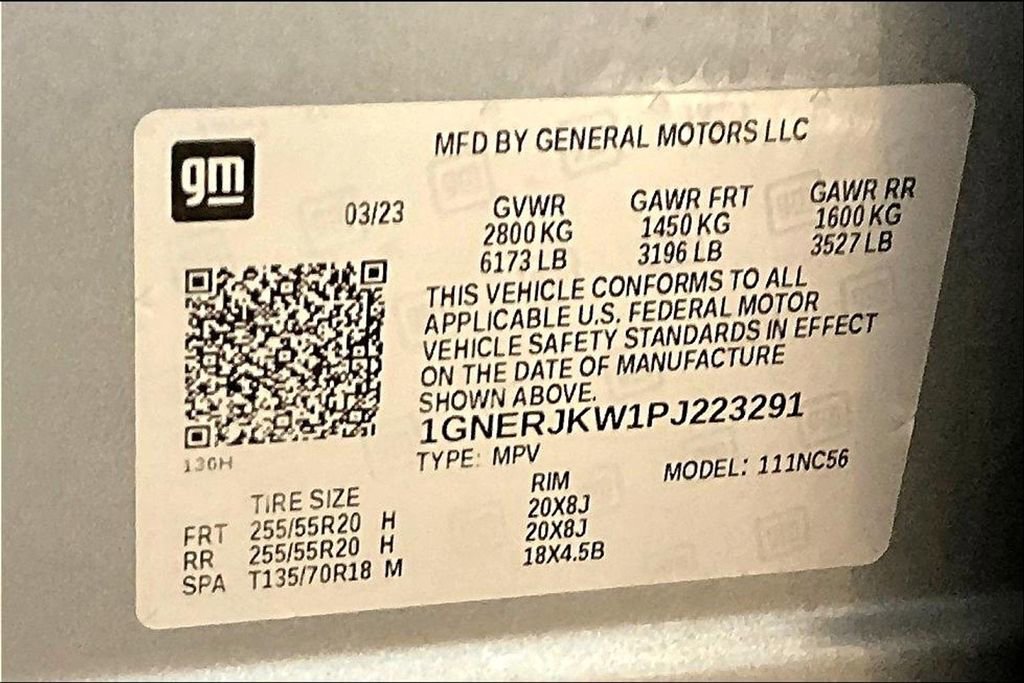 gm
MFD BY GENERAL MOTORS LLC
03/23
GVWR GAWR FRT GAWR RR
2800 KG 1450 KG 1600 KG
6173 LB 3196 LB 3527 LB
THIS VEHICLE CONFORMS TO ALL
APPLICABLE U.S. FEDERAL MOTOR
VEHICLE SAFETY STANDARDS IN EFFECT
ON THE DATE OF MANUFACTURE
SHOWN ABOVE.
1GNERJKW1PJ223291
TYPE: MPV MODEL: 111NC56
TIRE SIZE RIM
FRT 255/55R20 H 20X8J
RR 255/55R20 H 20X8J
SPA T135/70R18 M 18X4.5B